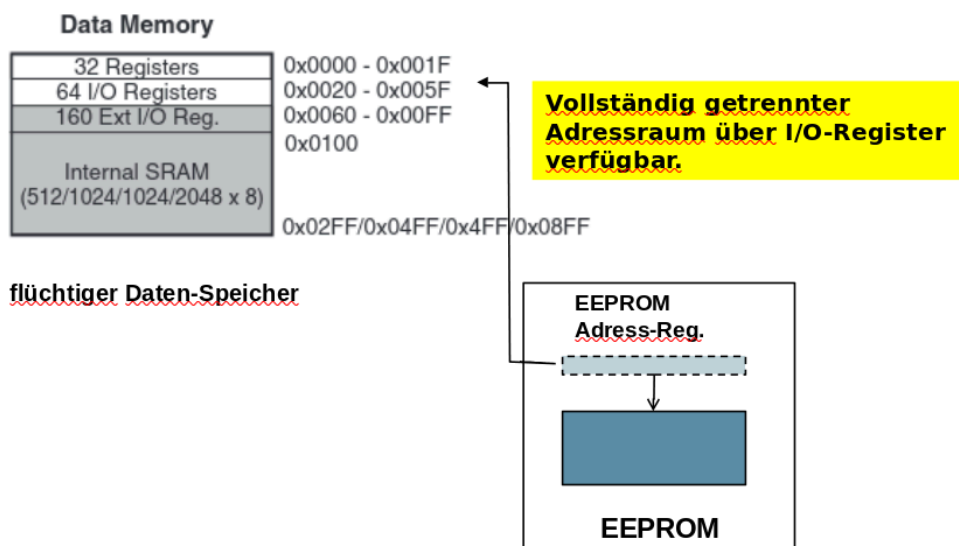 Data Memory
32 Registers 0x0000 - 0x001F
64 I/O Registers 0x0020 - 0x005F
160 Ext I/O Reg. 0x0060 - 0x00FF
0x0100
Internal SRAM
(512/1024/1024/2048 x 8)
0x02FF/0x04FF/0x4FF/0x08FF
Vollständig getrennter
Adressraum über I/O-Register
verfügbar.
flüchtiger Daten-Speicher
EEPROM
Adress-Reg.
EEPROM